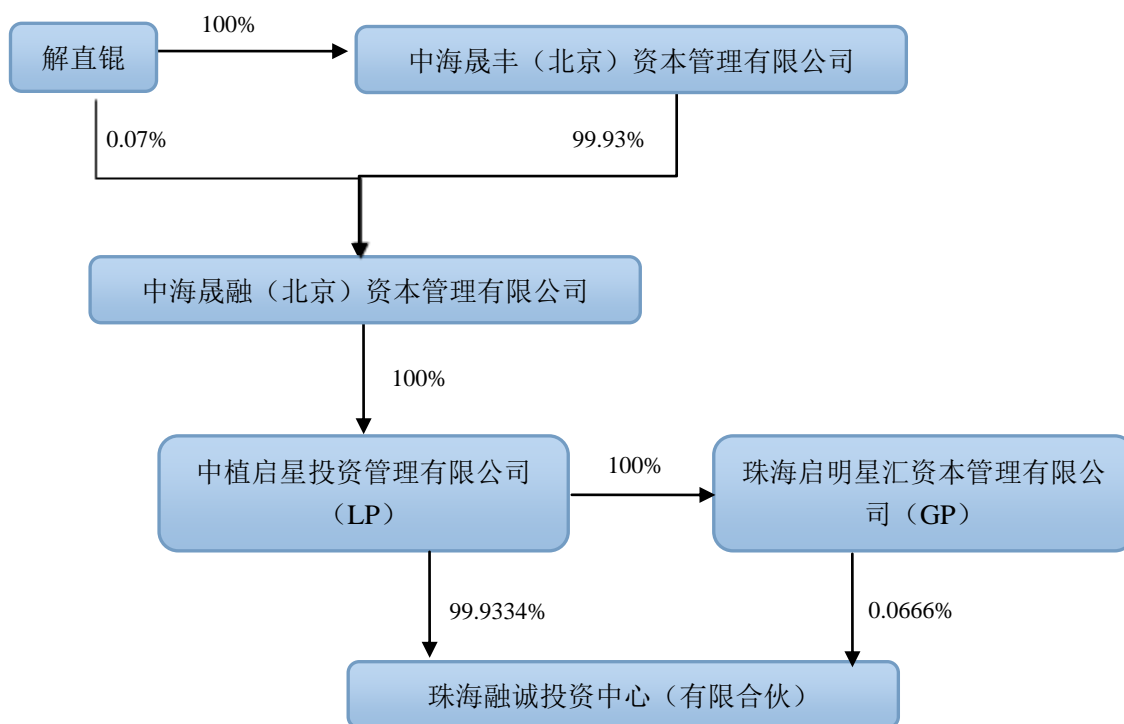 100%
解直锟
中海晟丰（北京）资本管理有限公司
0.07%
99.93%
中海晟融（北京）资本管理有限公司
100%
中植启星投资管理有限公司
（LP）
100%
珠海启明星汇资本管理有限公
司（GP）
99.9334%
0.0666%
珠海融诚投资中心（有限合伙）